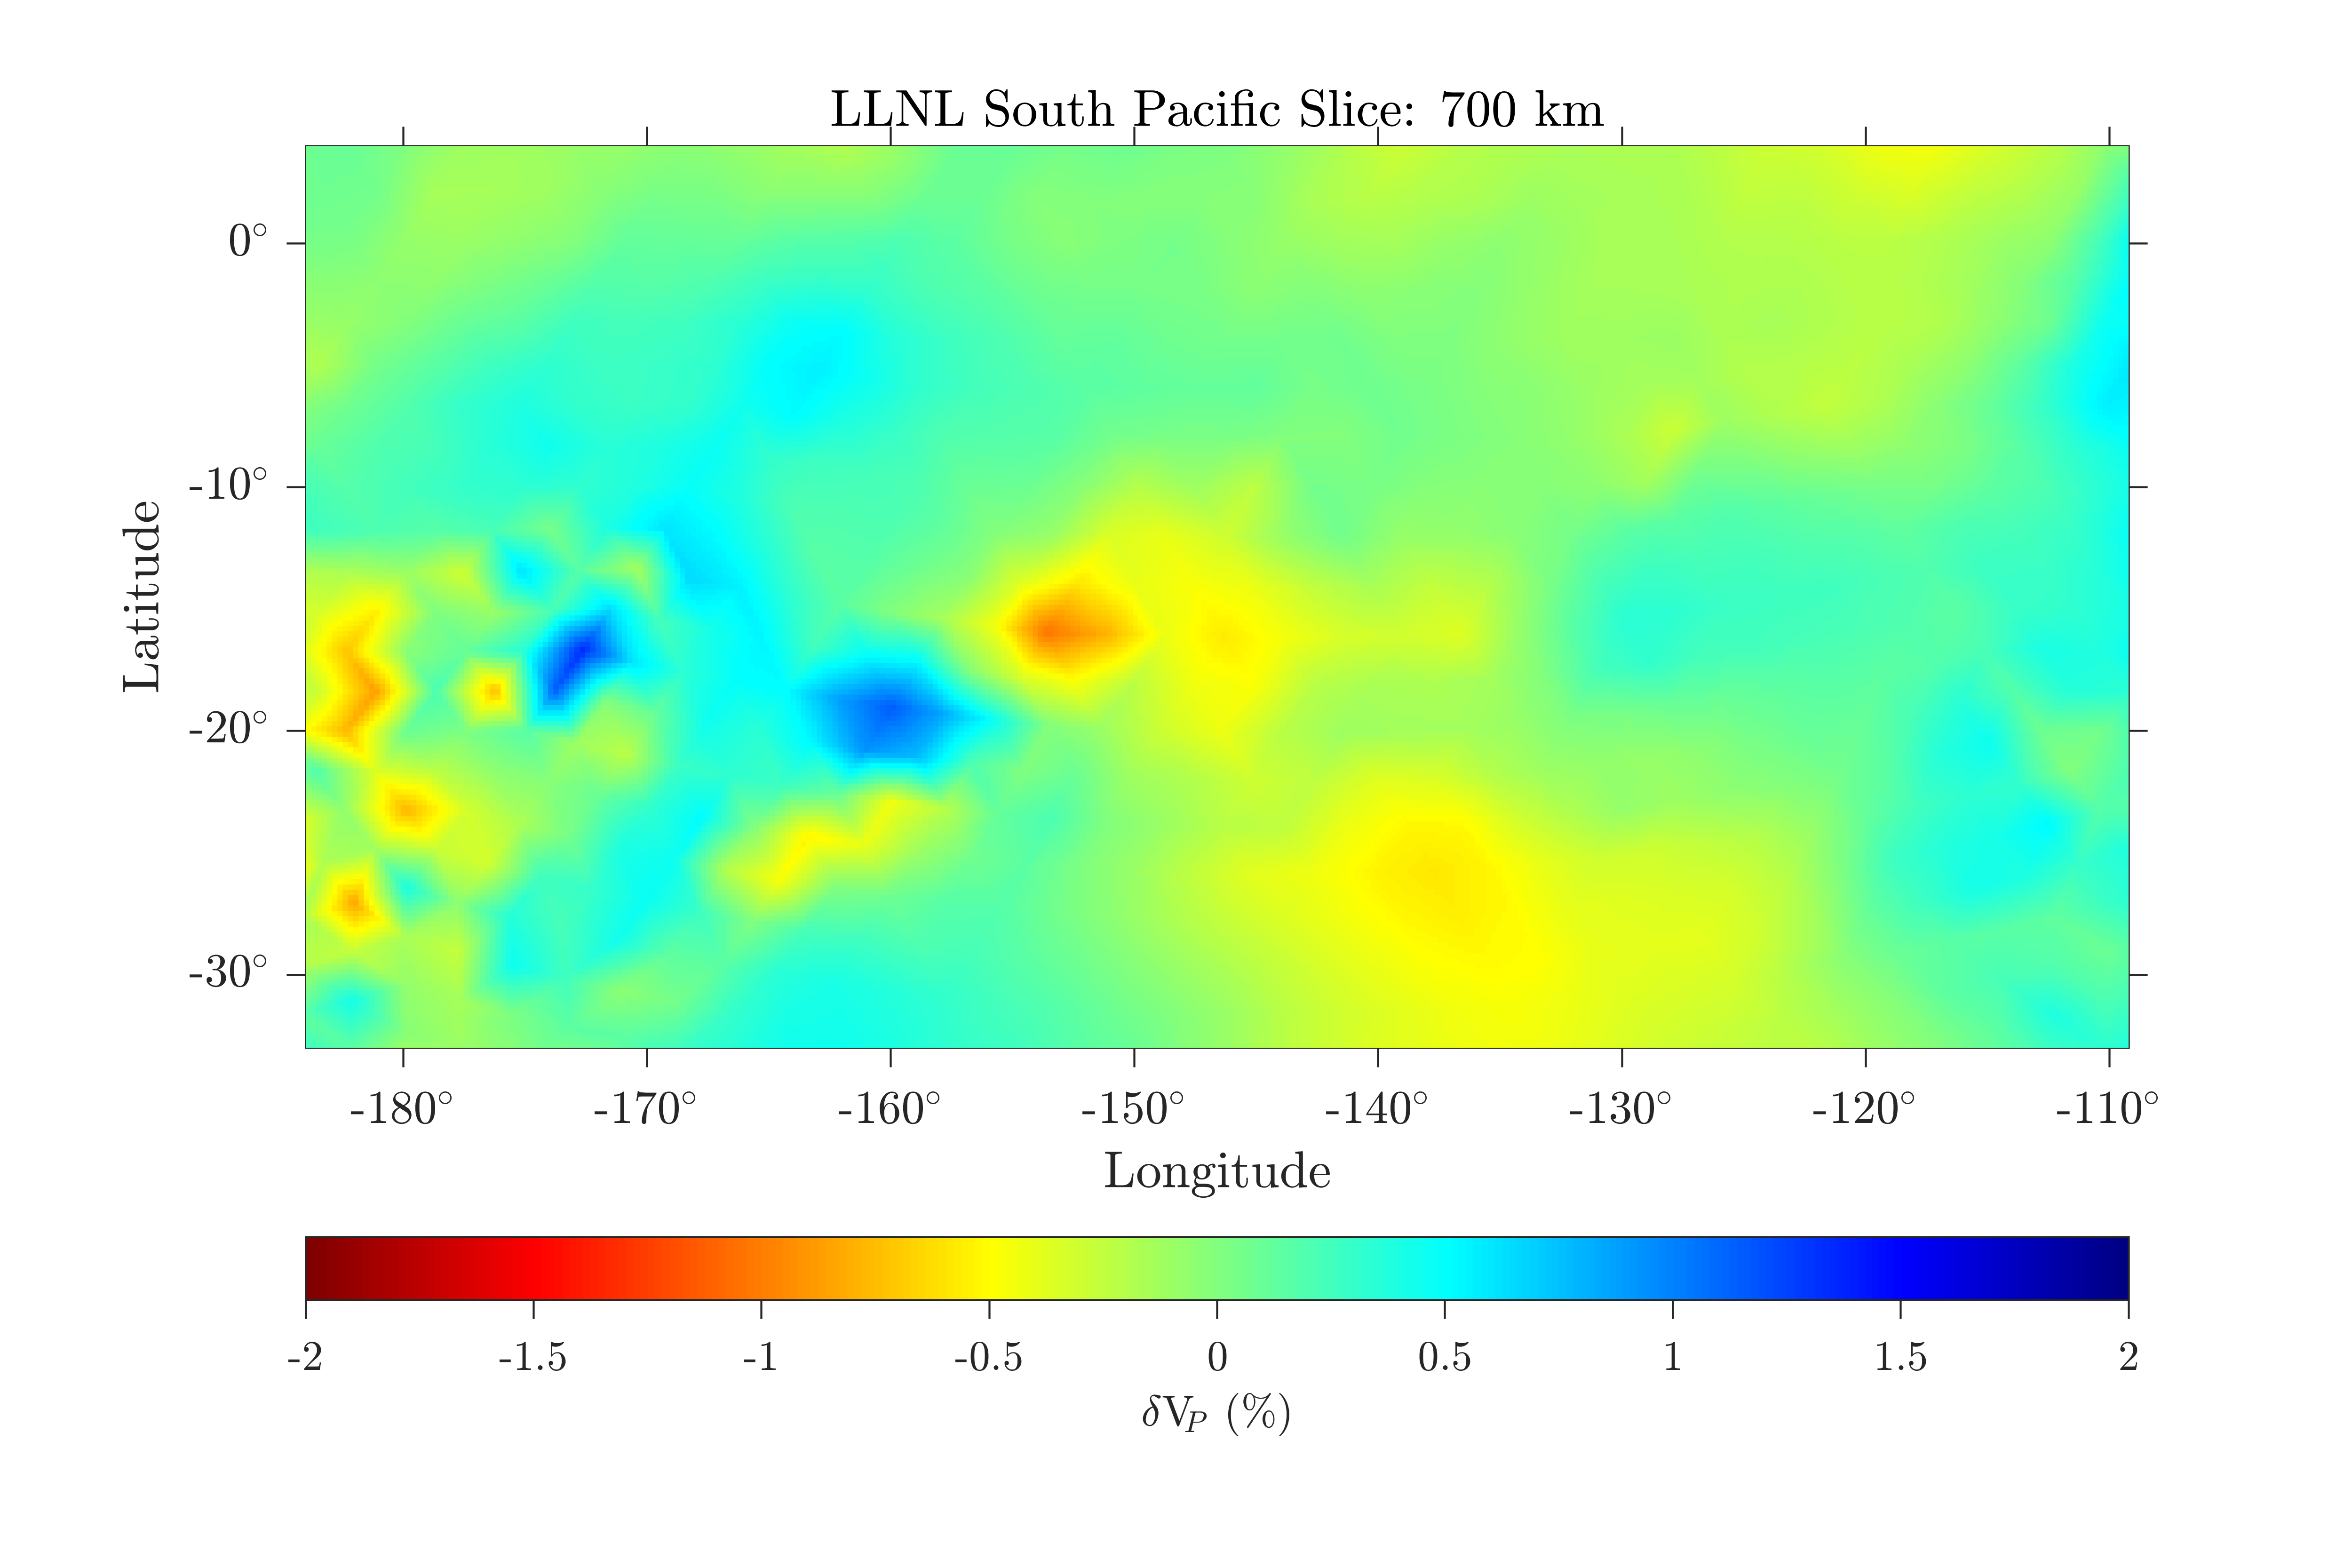 LLNL South Pacific Slice: 700 km
Latitude
0°
-10°
-20°
-30°
-180° -170° -160° -150° -140° -130° -120° -110°
Longitude
-2 -1.5 -1 -0.5 0 0.5 1 1.5 2
δV_P (%)